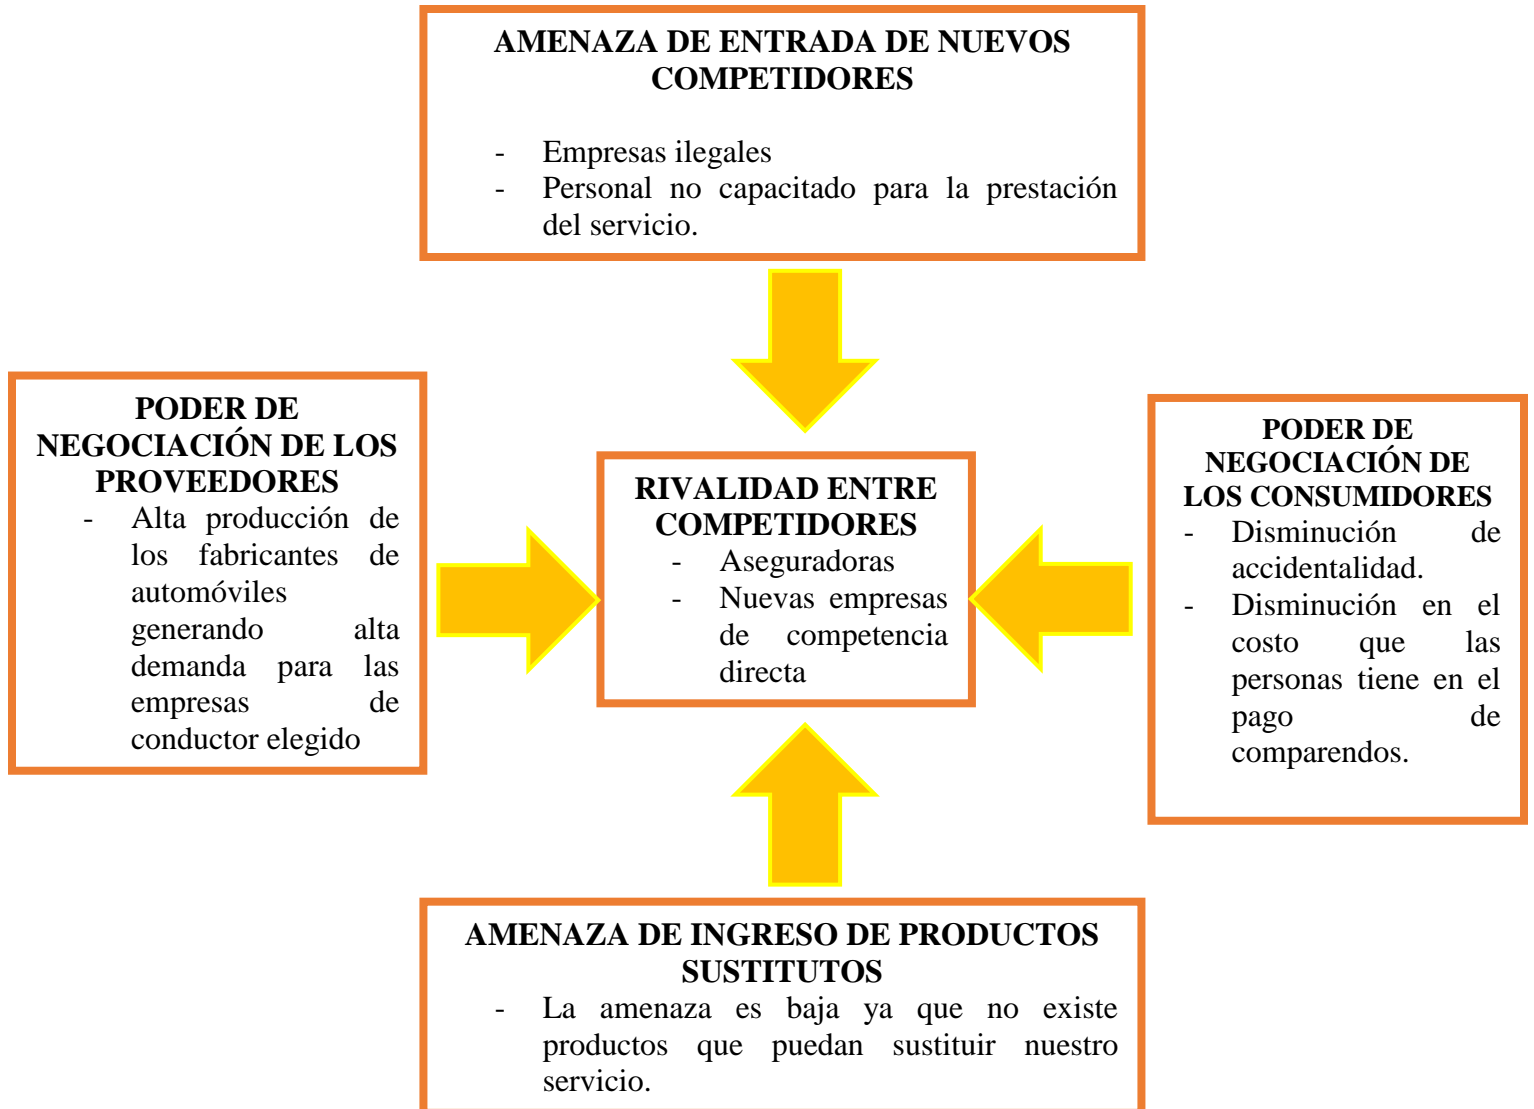 AMENAZA DE ENTRADA DE NUEVOS
COMPETIDORES
- Empresas ilegales
- Personal no capacitado para la prestación
del servicio.
PODER DE
NEGOCIACIÓN DE LOS
PROVEEDORES
- Alta producción de
los fabricantes de
automóviles
generando alta
demanda para las
empresas de
conductor elegido
RIVALIDAD ENTRE
COMPETIDORES
- Aseguradoras
- Nuevas empresas
de competencia
directa
PODER DE
NEGOCIACIÓN DE
LOS CONSUMIDORES
- Disminución de
accidentalidad.
- Disminución en el
costo que las
personas tiene en el
pago de
comparendos.
AMENAZA DE INGRESO DE PRODUCTOS
SUSTITUTOS
- La amenaza es baja ya que no existe
productos que puedan sustituir nuestro
servicio.